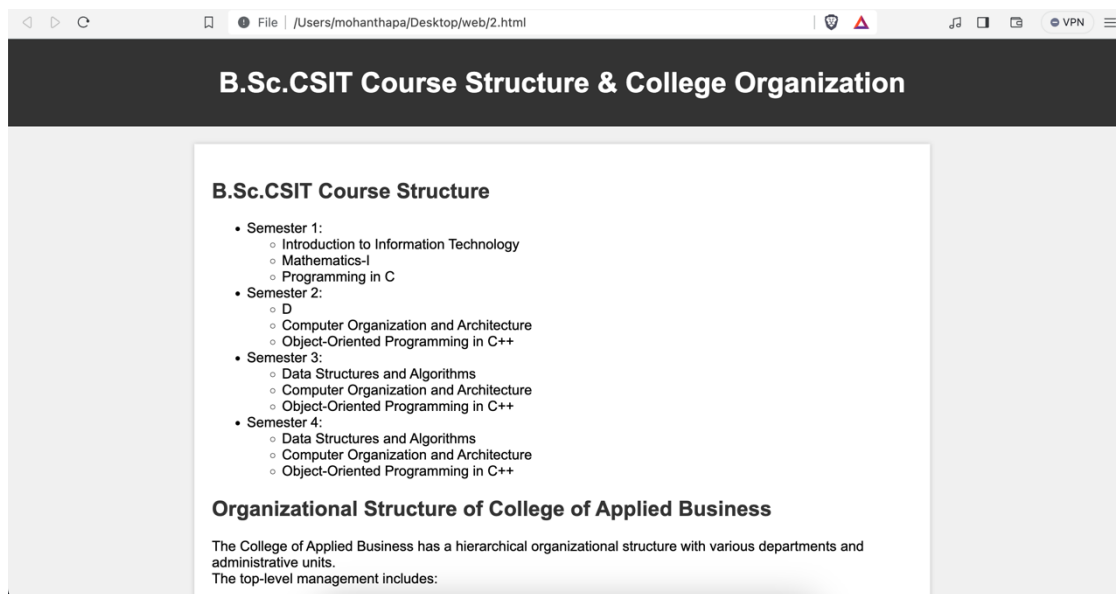 File | /Users/mohanthapa/Desktop/web/2.html
VPN
B.Sc.CSIT Course Structure & College Organization
B.Sc.CSIT Course Structure
• Semester 1:
◦ Introduction to Information Technology
◦ Mathematics-I
◦ Programming in C
• Semester 2:
◦ D
◦ Computer Organization and Architecture
◦ Object-Oriented Programming in C++
• Semester 3:
◦ Data Structures and Algorithms
◦ Computer Organization and Architecture
◦ Object-Oriented Programming in C++
• Semester 4:
◦ Data Structures and Algorithms
◦ Computer Organization and Architecture
◦ Object-Oriented Programming in C++
Organizational Structure of College of Applied Business
The College of Applied Business has a hierarchical organizational structure with various departments and
administrative units.
The top-level management includes: